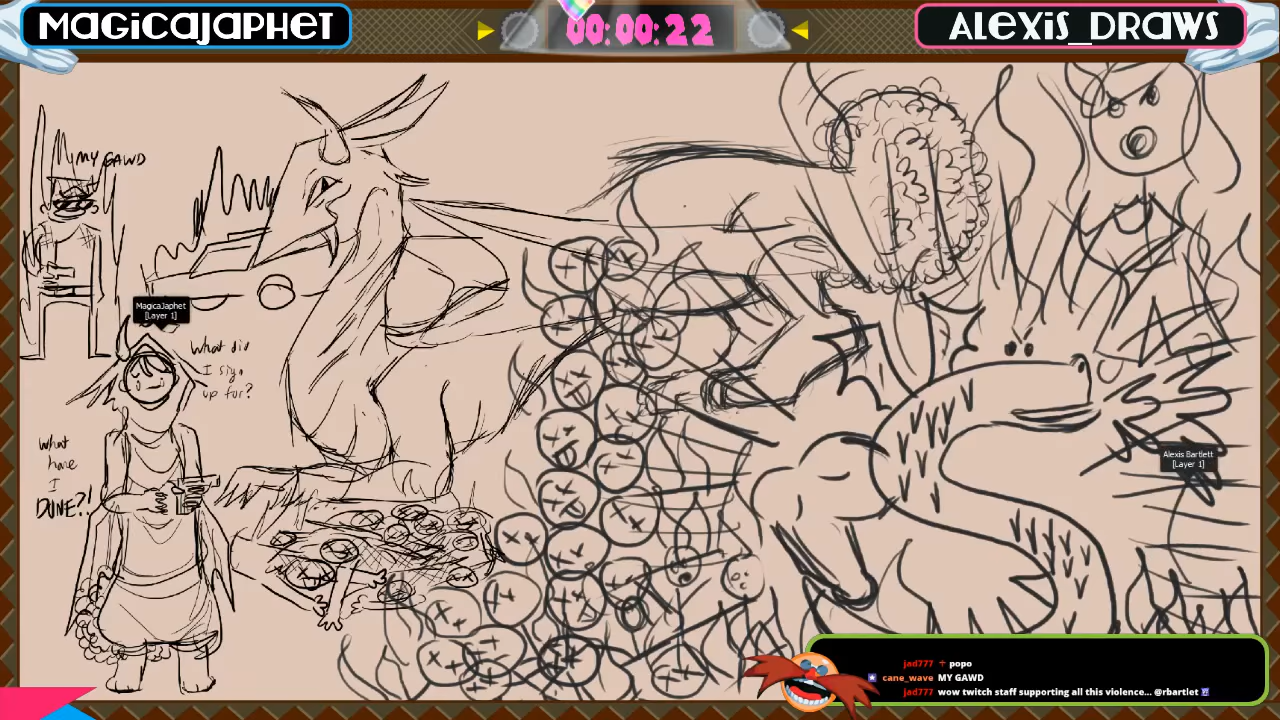 MAGICAJAPHET
00:00:22
ALEXIS_DRAWS
MY GAWD
MagicaJaphet
[Layer 1]
What did
I sign
up for?
What
have
I
DONE?!
Alexis Bartlett
[Layer 1]
jad777 popo
cane_wave MY GAWD
jad777 wow twitch staff supporting all this violence... @rbartlet